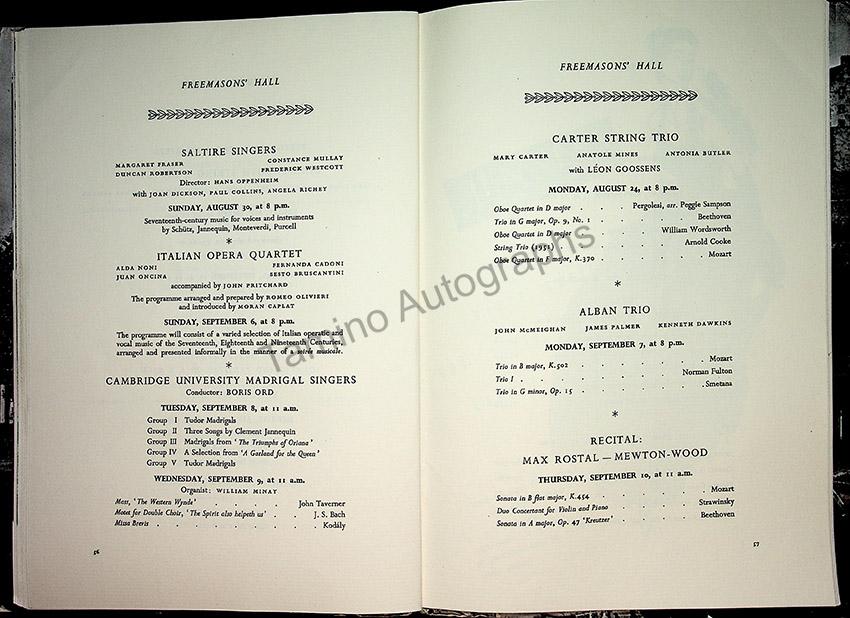 FREEMASONS' HALL
SALTIRE SINGERS
MARGARET FRASER CONSTANCE MULLAY
DUNCAN ROBERTSON FREDERICK WESTCOTT
Director: HANS OPPENHEIM
with JOAN DICKSON, PAUL COLLINS, ANGELA RICHEY
SUNDAY, AUGUST 30, at 8 p.m.
Seventeenth-century music for voices and instruments
by Schütz, Jannequin, Monteverdi, Purcell
*
ITALIAN OPERA QUARTET
ALDA NONI FERNANDA CADONI
JUAN ONCINA SESTO BRUSCANTINI
accompanied by JOHN PRITCHARD
The programme arranged and prepared by ROMEO OLIVIERI
and introduced by MORAN CAPLAT
SUNDAY, SEPTEMBER 6, at 8 p.m.
The programme will consist of a varied selection of Italian operatic and
vocal music of the Seventeenth, Eighteenth and Nineteenth Centuries,
arranged and presented informally in the manner of a soirée musicale.
*
CAMBRIDGE UNIVERSITY MADRIGAL SINGERS
Conductor: BORIS ORD
TUESDAY, SEPTEMBER 8, at 11 a.m.
Group I Tudor Madrigals
Group II Three Songs by Clement Jannequin
Group III Madrigals from 'The Triumphs of Oriana'
Group IV A Selection from 'A Garland for the Queen'
Group V Tudor Madrigals
WEDNESDAY, SEPTEMBER 9, at 11 a.m.
Organist: WILLIAM MINAY
Mass, 'The Western Wynde' . . . John Taverner
Motet for Double Choir, 'The Spirit also helpeth us' . . J. S. Bach
Missa Brevis . . . . . . . Kodály
56
FREEMASONS' HALL
CARTER STRING TRIO
MARY CARTER ANATOLE MINES ANTONIA BUTLER
with LÉON GOOSSENS
MONDAY, AUGUST 24, at 8 p.m.
Oboe Quartet in D major . . . Pergolesi, arr. Peggie Sampson
Trio in G major, Op. 9, No. 1 . . . . . Beethoven
Oboe Quartet in D major . . . . William Wordsworth
String Trio (1951) . . . . . . Arnold Cooke
Oboe Quartet in F major, K.370 . . . . . Mozart
*
ALBAN TRIO
JOHN McMEIGHAN JAMES PALMER KENNETH DAWKINS
MONDAY, SEPTEMBER 7, at 8 p.m.
Trio in B major, K.502 . . . . . . Mozart
Trio I . . . . . . . Norman Fulton
Trio in G minor, Op. 15 . . . . . . Smetana
*
RECITAL:
MAX ROSTAL — MEWTON-WOOD
THURSDAY, SEPTEMBER 10, at 11 a.m.
Sonata in B flat major, K.454 . . . . . Mozart
Duo Concertant for Violin and Piano . . . . Strawinsky
Sonata in A major, Op. 47 'Kreutzer' . . . . Beethoven
57
Tamino Autographs